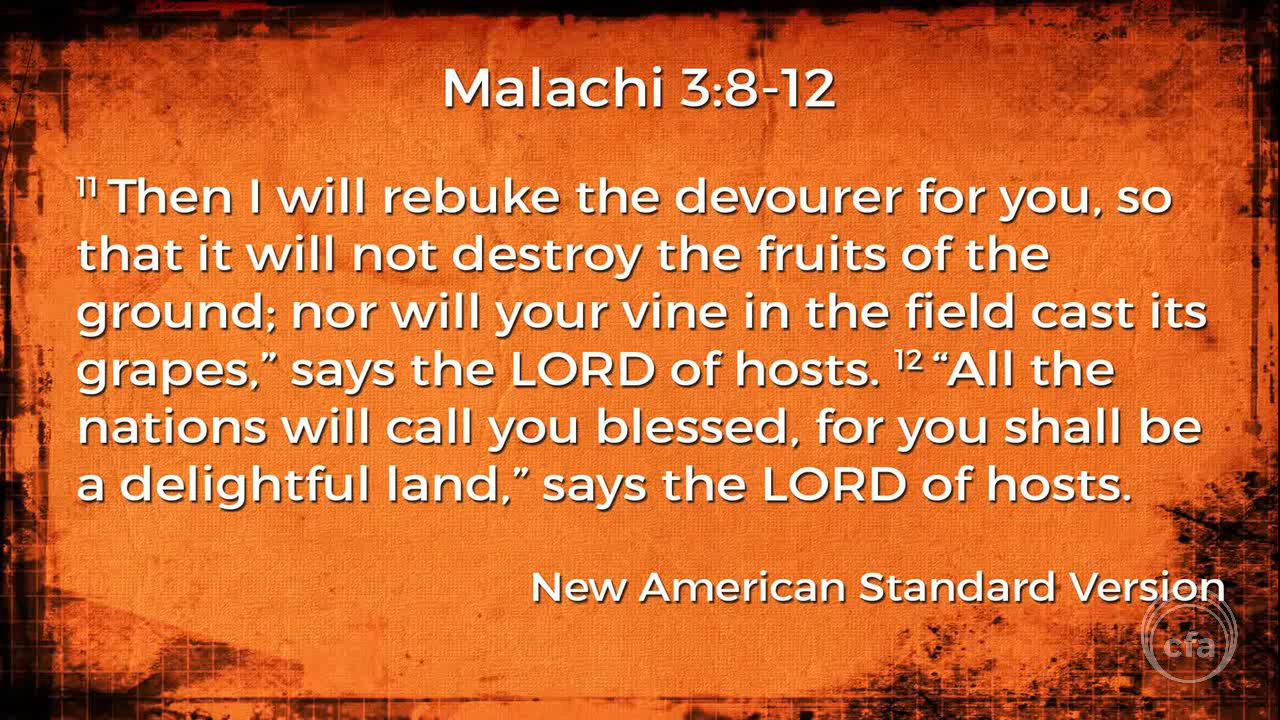 Malachi 3:8-12
¹¹ Then I will rebuke the devourer for you, so
that it will not destroy the fruits of the
ground; nor will your vine in the field cast its
grapes,” says the LORD of hosts. ¹² “All the
nations will call you blessed, for you shall be
a delightful land,” says the LORD of hosts.
New American Standard Version
cfa